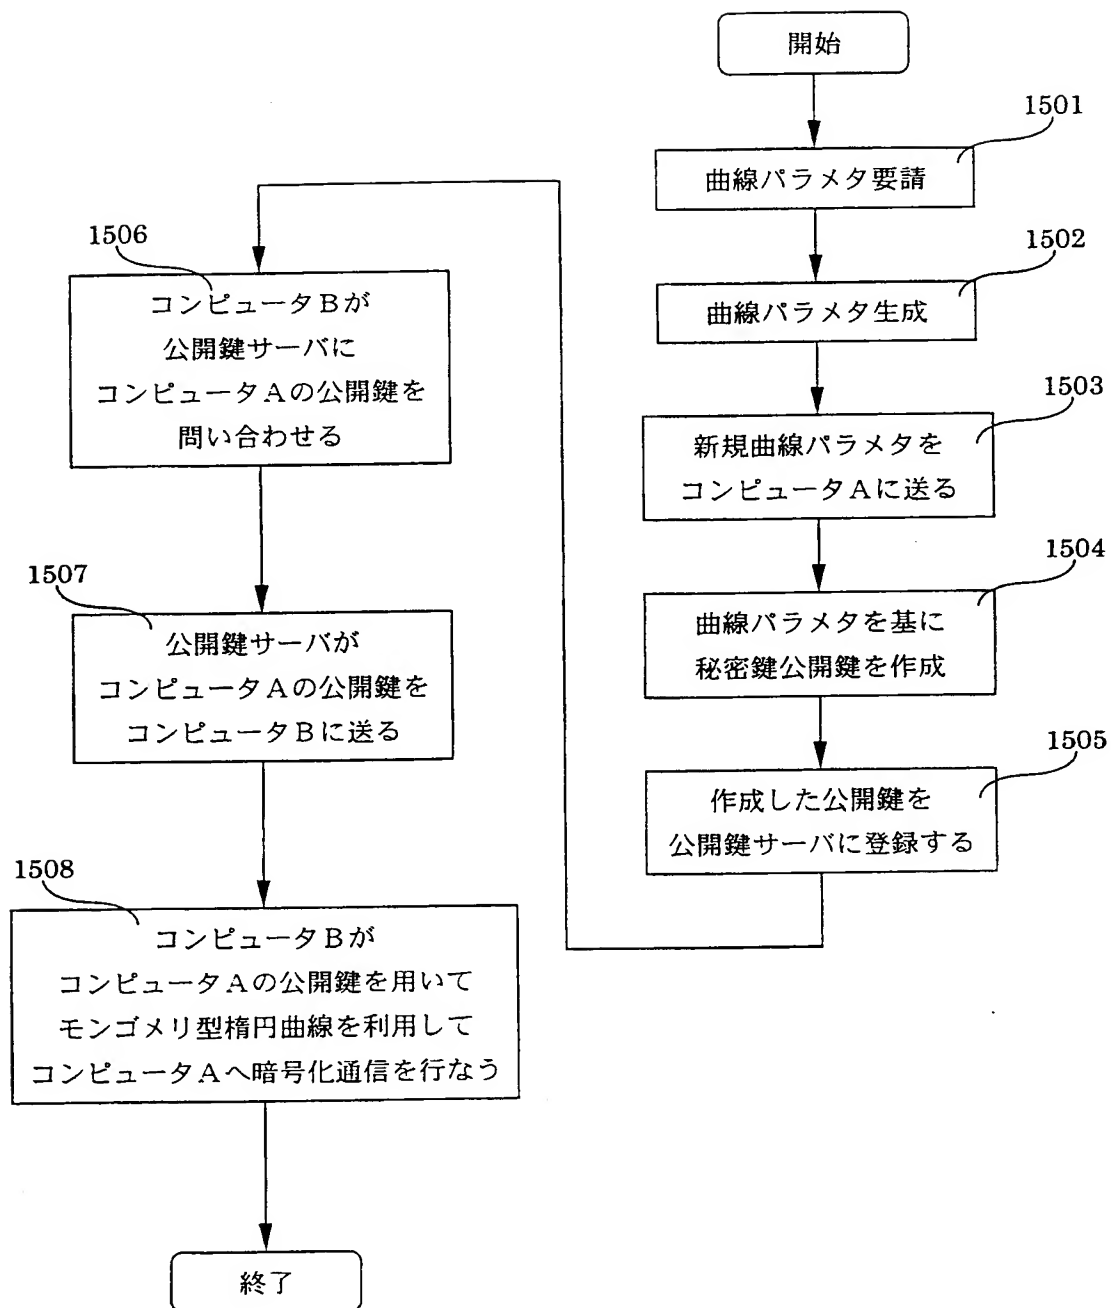 開始
1501
曲線パラメタ要請
1502
曲線パラメタ生成
1503
新規曲線パラメタを
コンピュータAに送る
1504
曲線パラメタを基に
秘密鍵公開鍵を作成
1505
作成した公開鍵を
公開鍵サーバに登録する
1506
コンピュータBが
公開鍵サーバに
コンピュータAの公開鍵を
問い合わせる
1507
公開鍵サーバが
コンピュータAの公開鍵を
コンピュータBに送る
1508
コンピュータBが
コンピュータAの公開鍵を用いて
モンゴメリ型楕円曲線を利用して
コンピュータAへ暗号化通信を行なう
終了